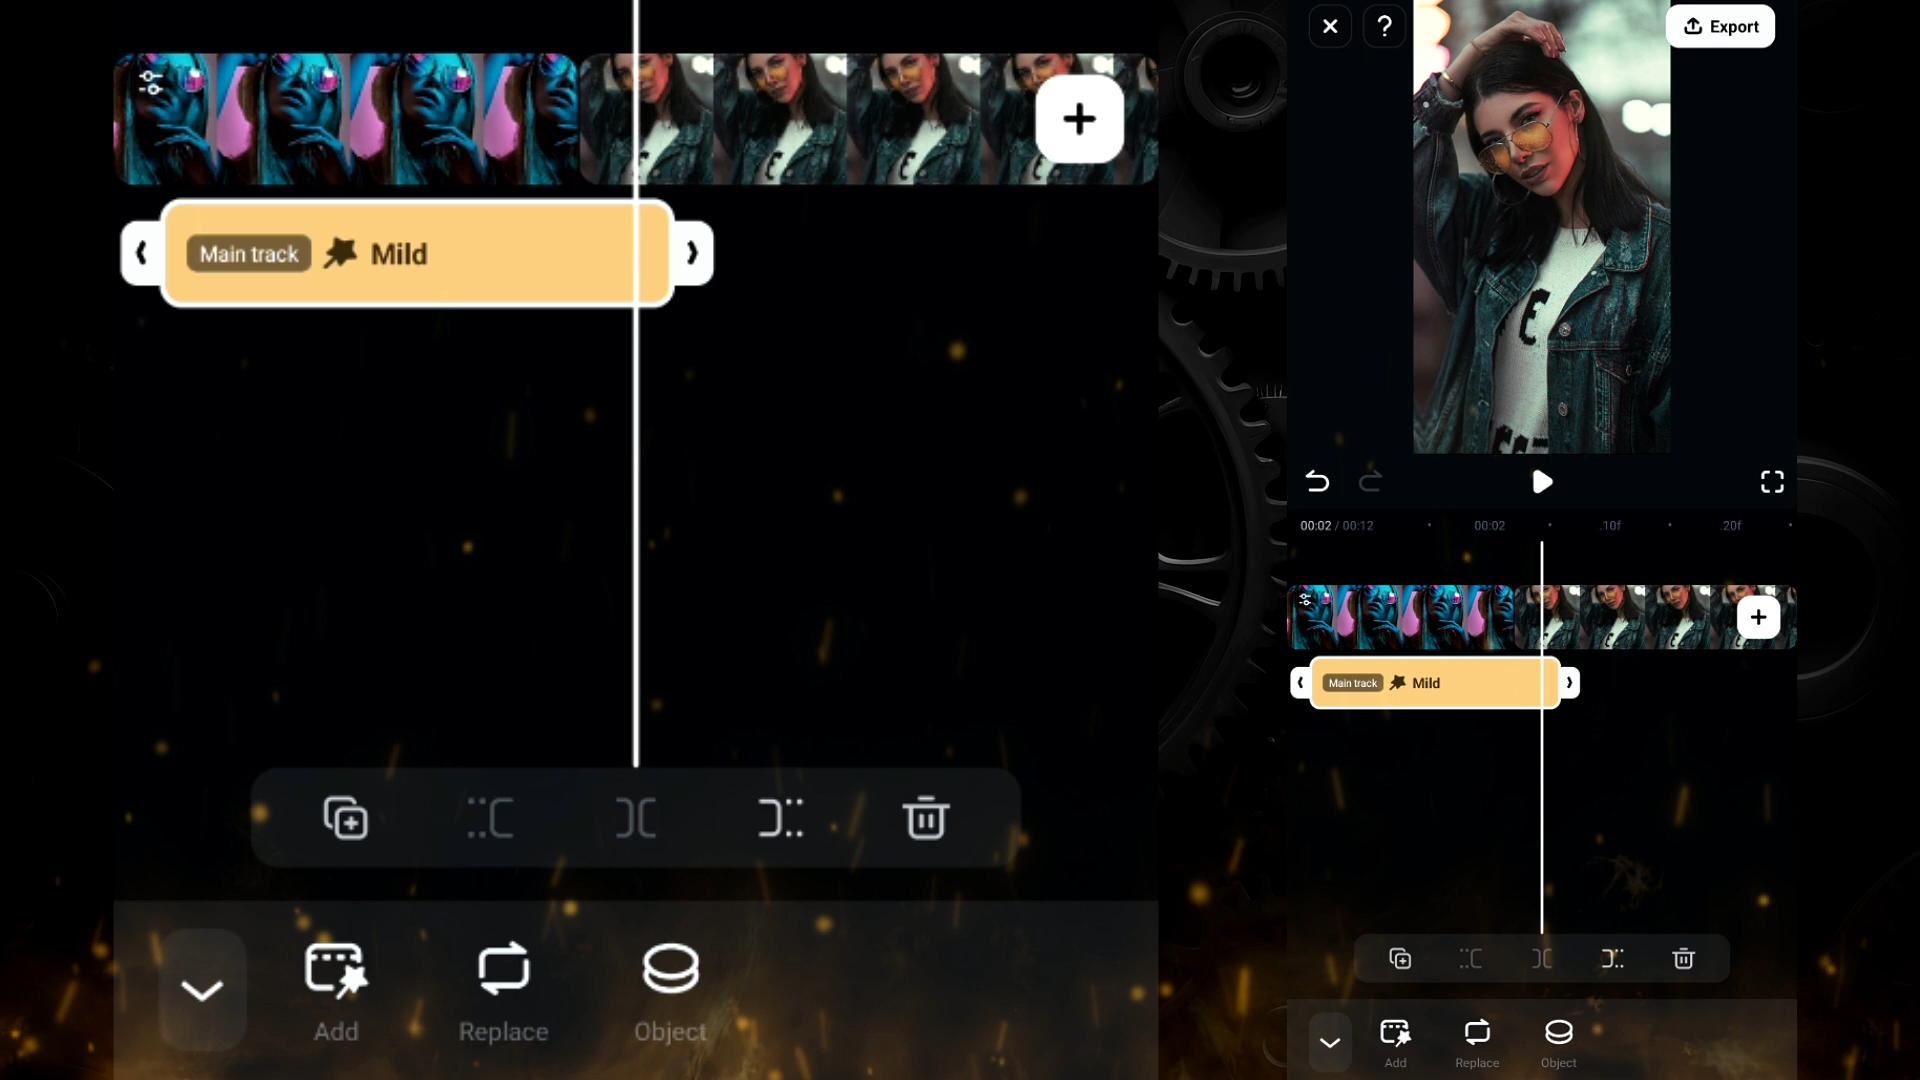 Main track Mild
Add Replace Object
? Export
E
00:02 / 00:12 00:02 .10f .20f
Main track Mild
Add Replace Object